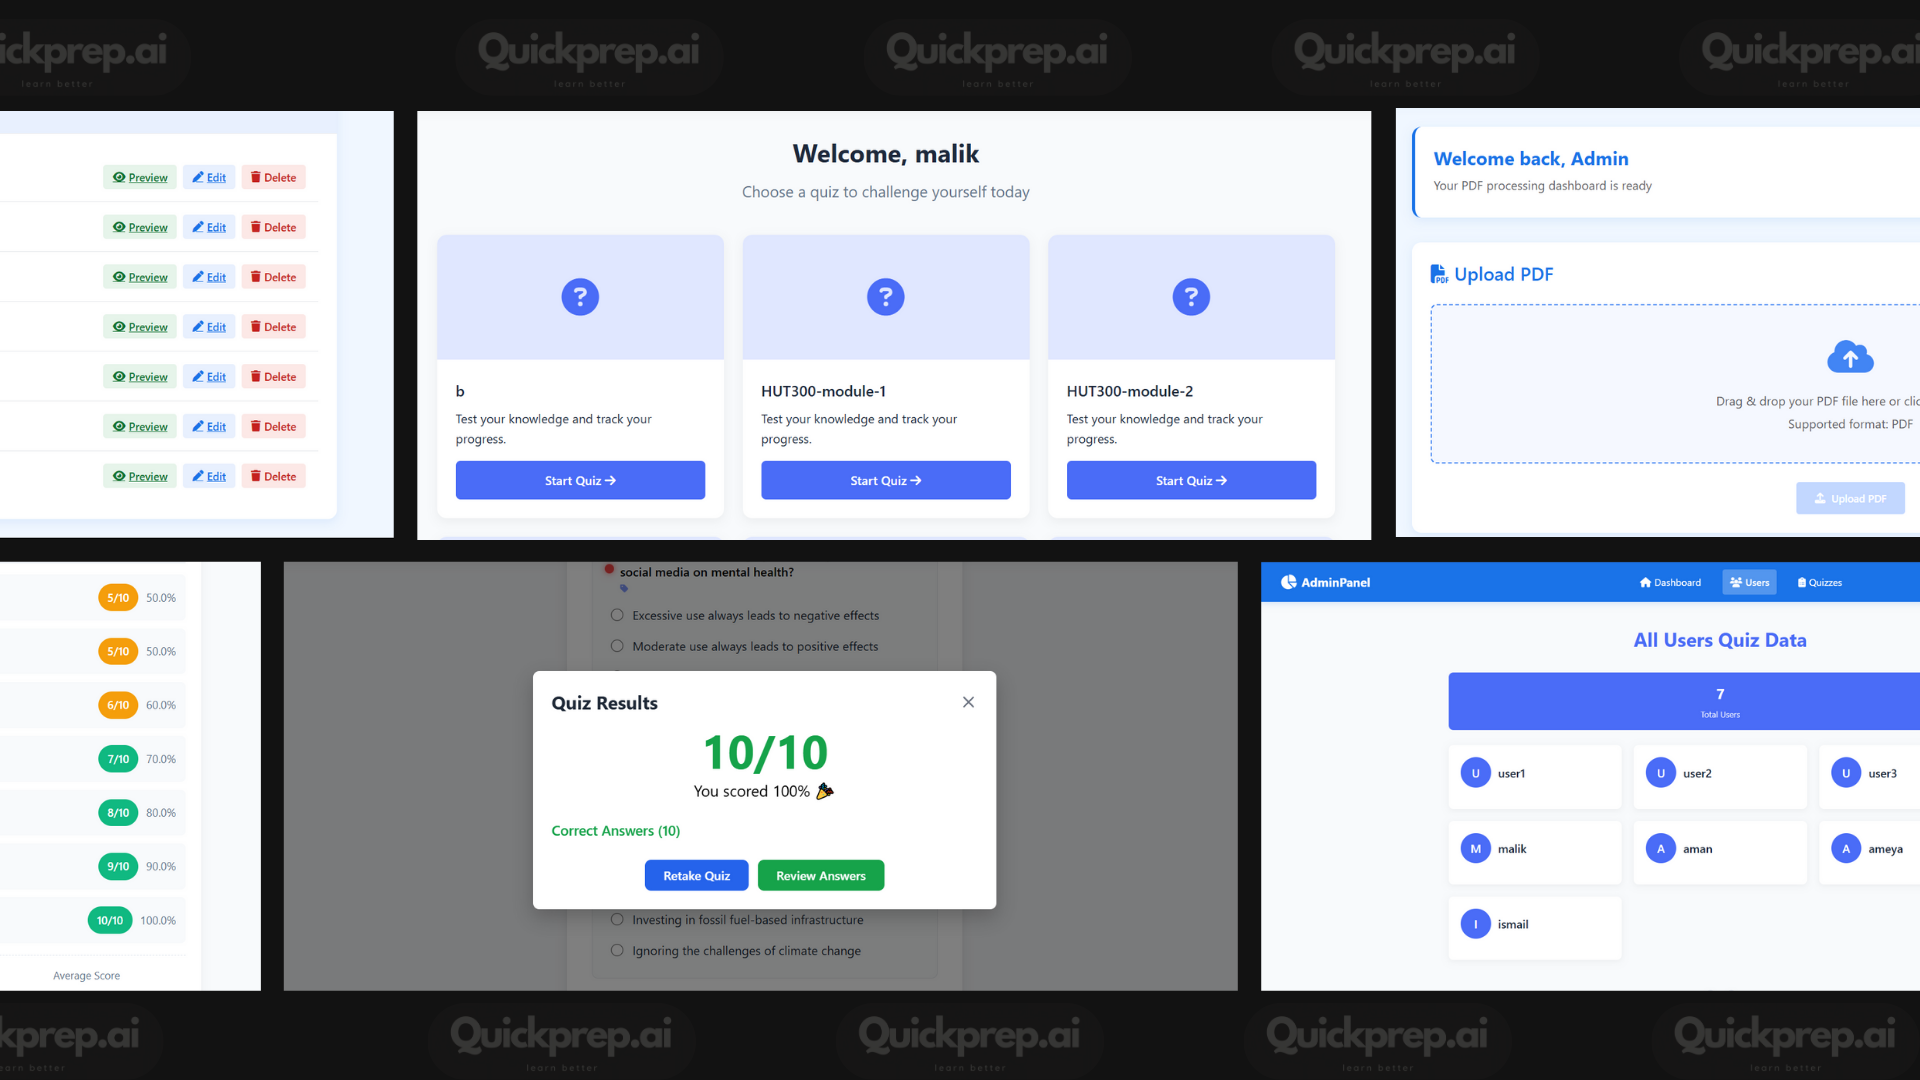 Quickprep.ai Quickprep.ai Quickprep.ai Quickprep.ai
learn better learn better learn better learn better learn better
Preview Edit Delete
Preview Edit Delete
Preview Edit Delete
Preview Edit Delete
Preview Edit Delete
Preview Edit Delete
Preview Edit Delete
Welcome, malik
Choose a quiz to challenge yourself today
?
b
Test your knowledge and track your
progress.
Start Quiz →
?
HUT300-module-1
Test your knowledge and track your
progress.
Start Quiz →
?
HUT300-module-2
Test your knowledge and track your
progress.
Start Quiz →
Welcome back, Admin
Your PDF processing dashboard is ready
PDF Upload PDF
Drag & drop your PDF file here or
Supported format: PDF
Upload PDF
5/10 50.0%
5/10 50.0%
6/10 60.0%
7/10 70.0%
8/10 80.0%
9/10 90.0%
10/10 100.0%
Average Score
social media on mental health?
Excessive use always leads to negative effects
Moderate use always leads to positive effects
Quiz Results
10/10
You scored 100% 🎉
Correct Answers (10)
Retake Quiz Review Answers
Investing in fossil fuel-based infrastructure
Ignoring the challenges of climate change
AdminPanel Dashboard Users Quizzes
All Users Quiz Data
7
Total Users
U user1 U user2 U user3
M malik A aman A ameya
I ismail
Quickprep.ai Quickprep.ai Quickprep.ai Quickprep.ai
learn better learn better learn better learn better